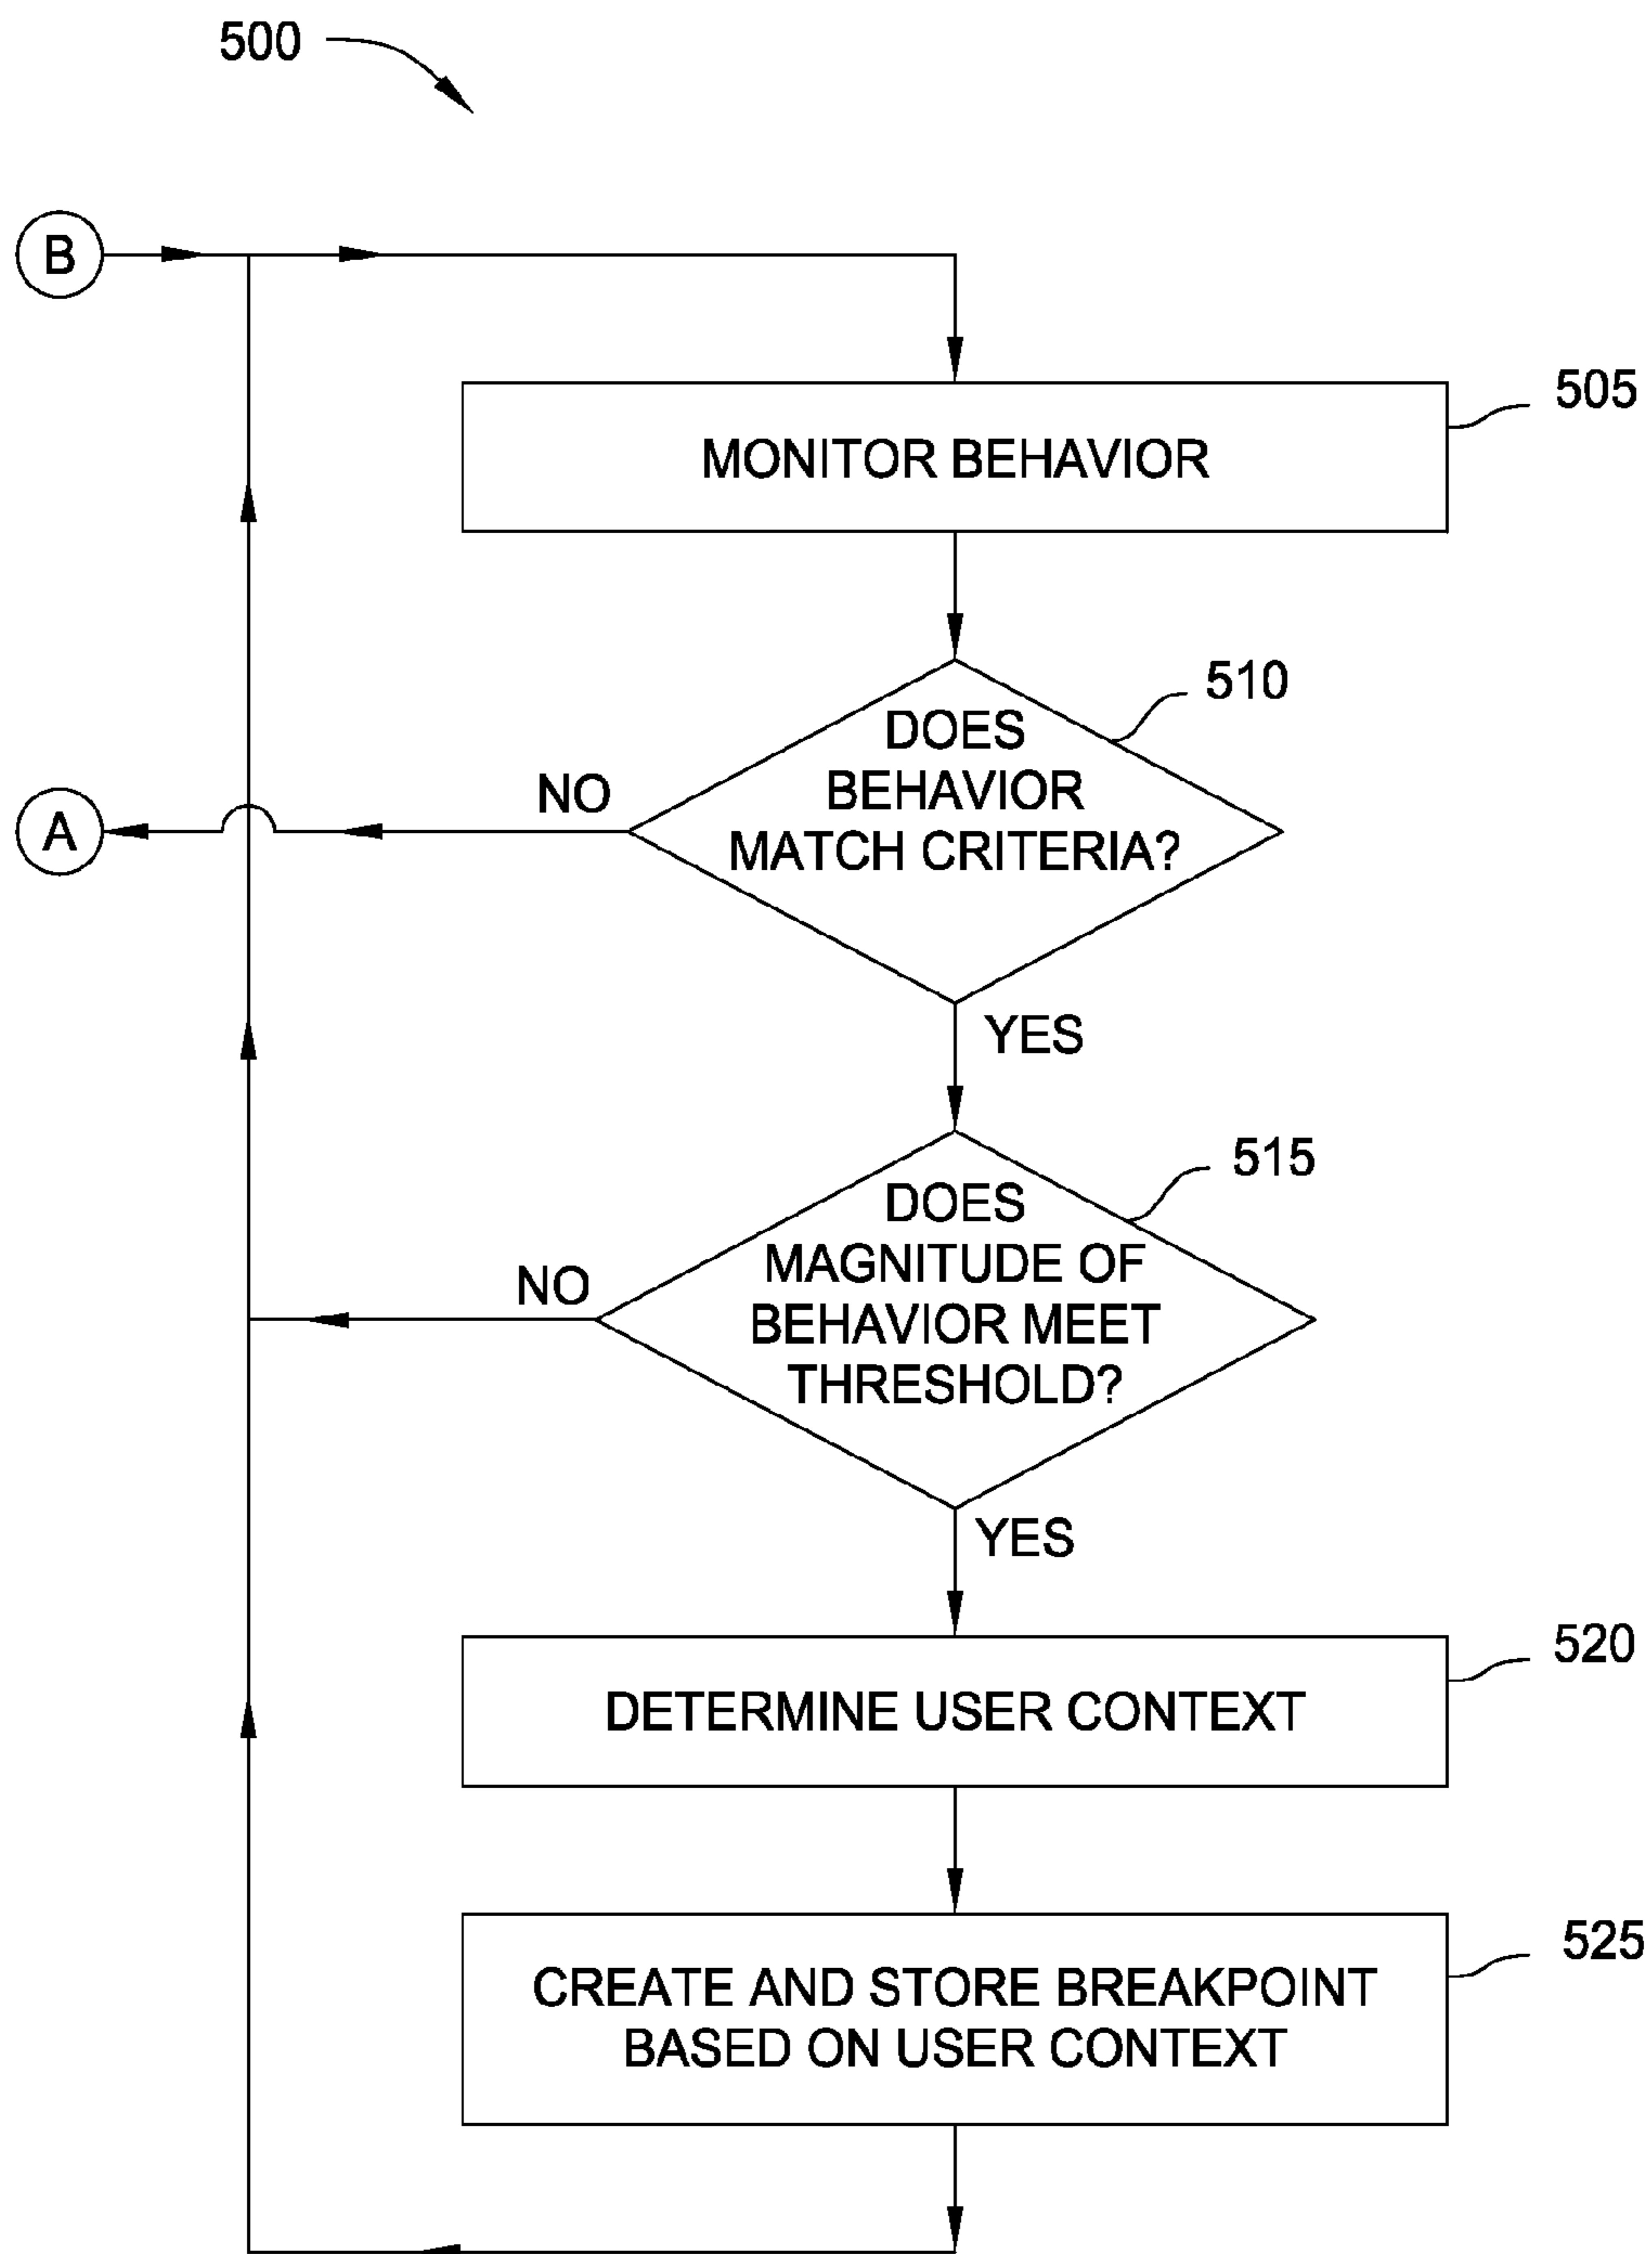 500
B
MONITOR BEHAVIOR
505
DOES
BEHAVIOR
MATCH CRITERIA?
510
NO
A
YES
DOES
MAGNITUDE OF
BEHAVIOR MEET
THRESHOLD?
515
NO
YES
DETERMINE USER CONTEXT
520
CREATE AND STORE BREAKPOINT
BASED ON USER CONTEXT
525